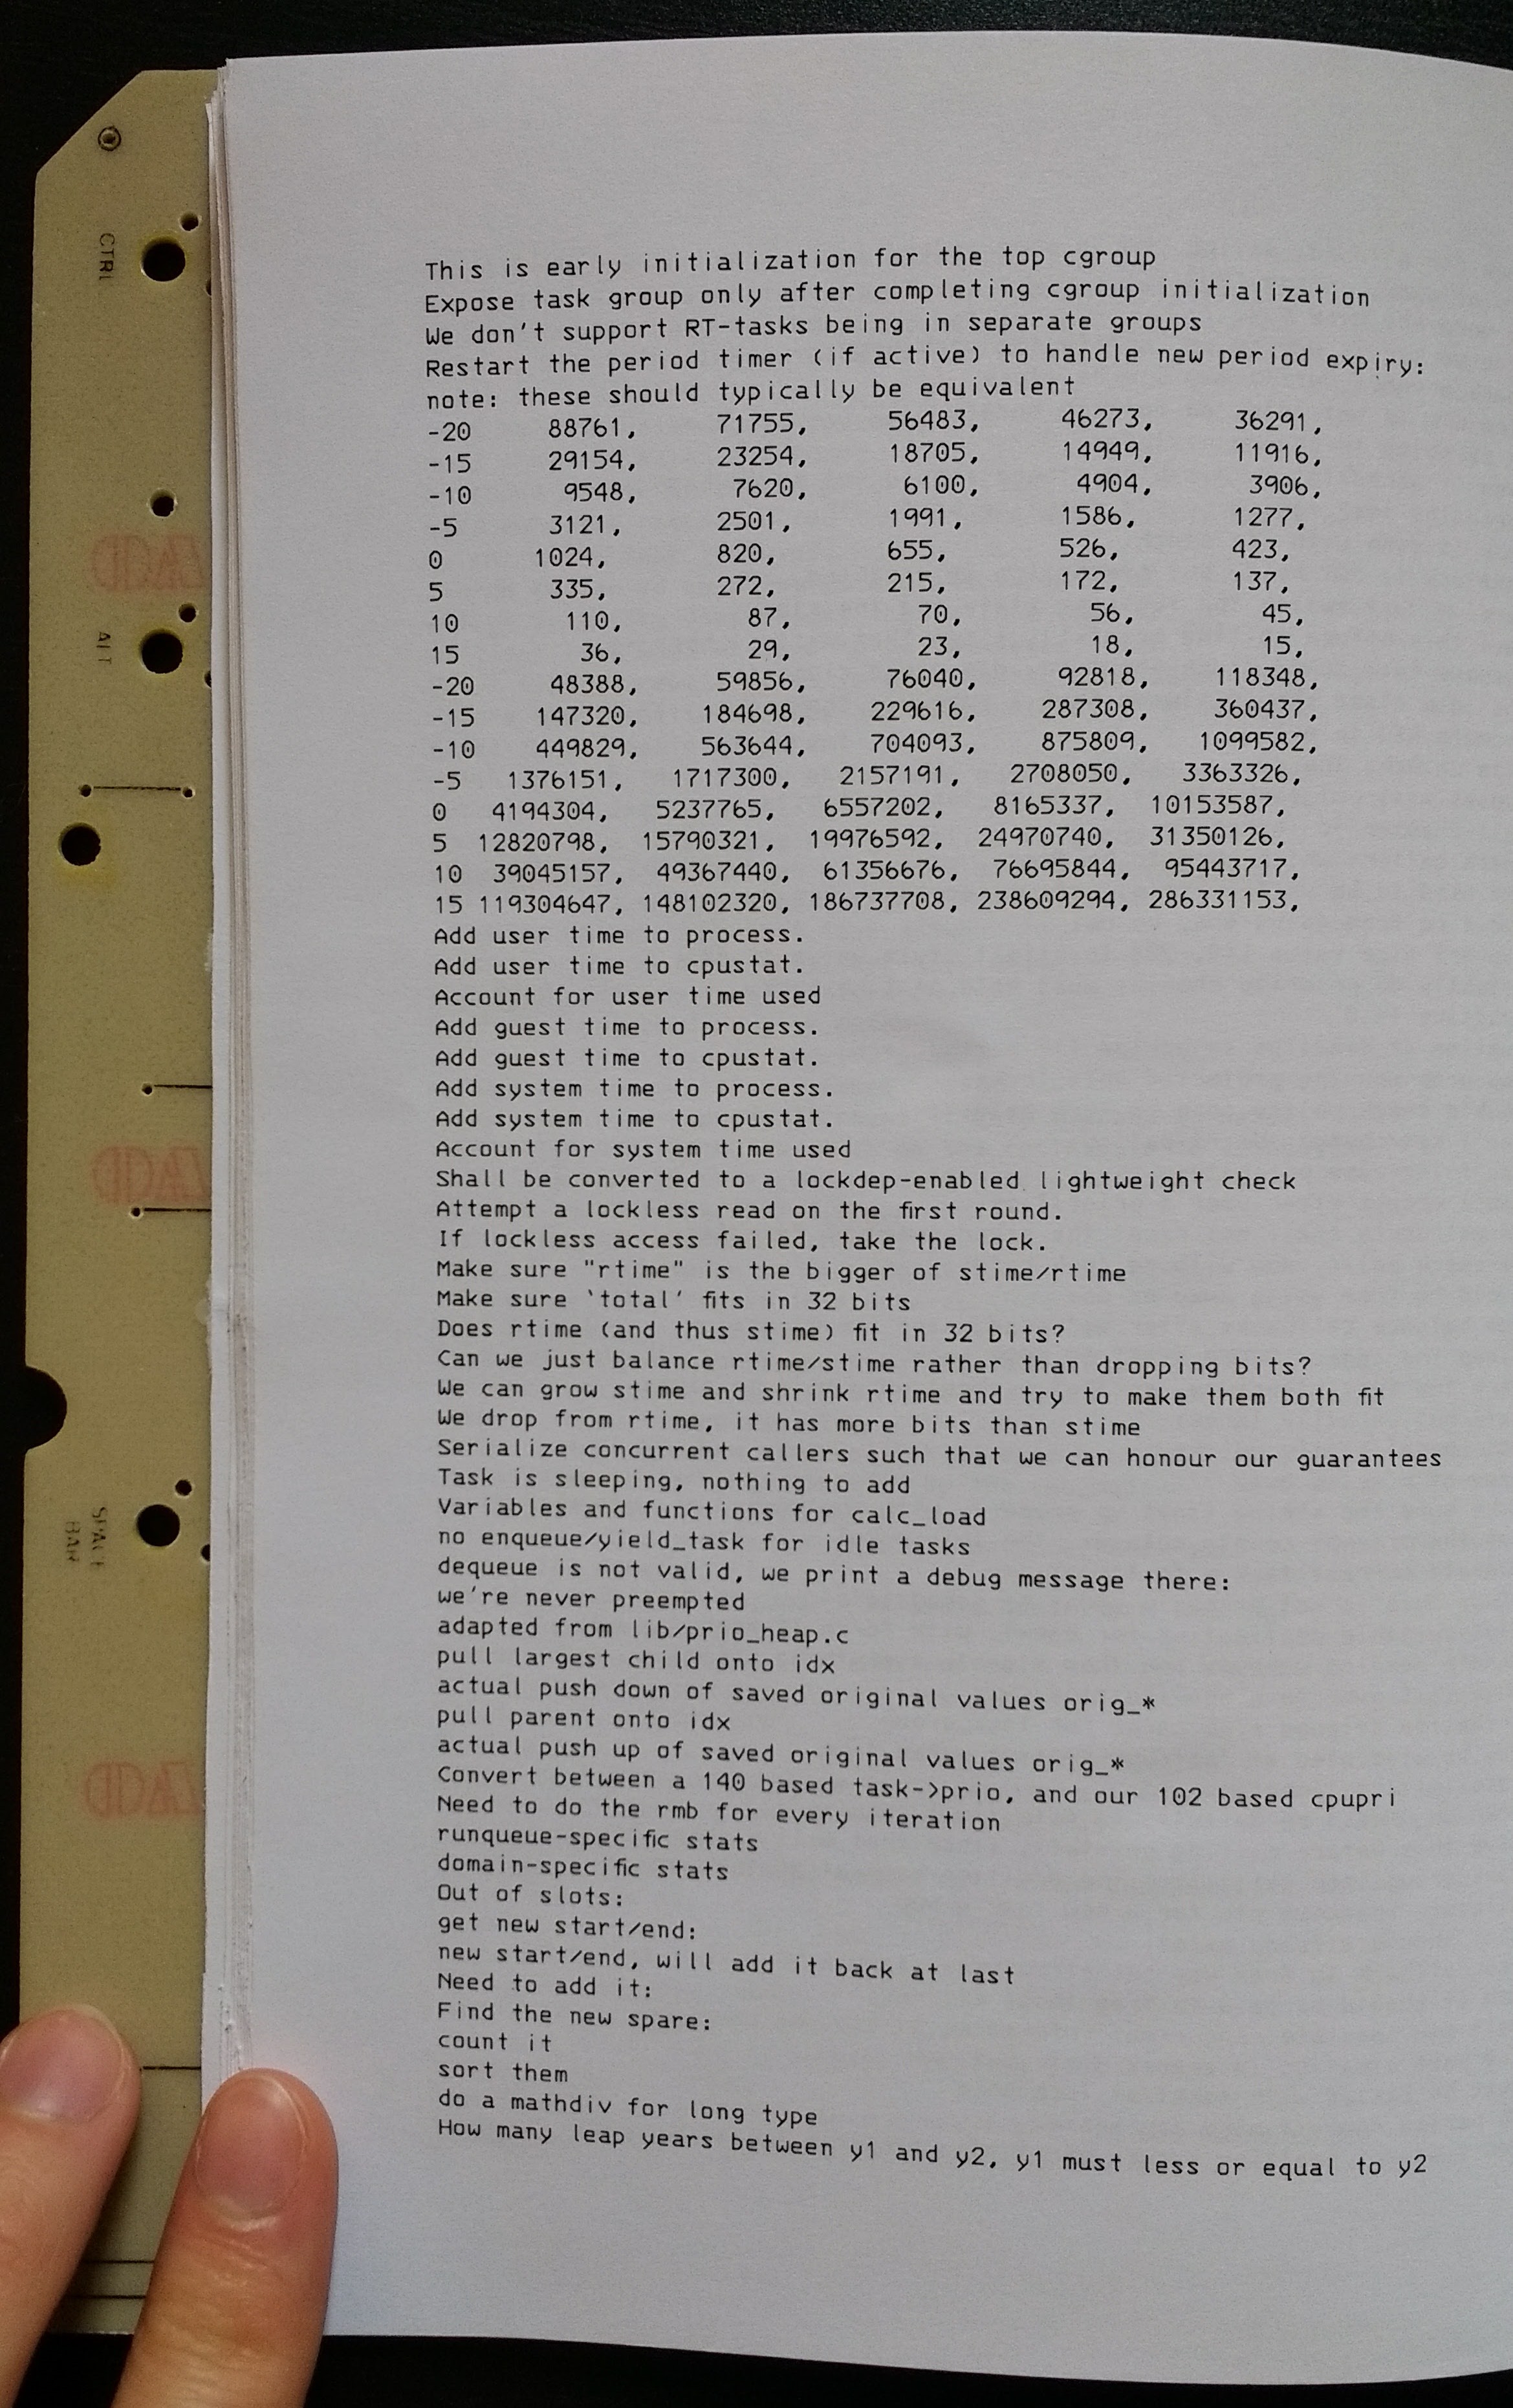 CTRL
ALT
SPACE
BAR
This is early initialization for the top cgroup
Expose task group only after completing cgroup initialization
We don't support RT-tasks being in separate groups
Restart the period timer (if active) to handle new period expiry:
note: these should typically be equivalent
-20 88761, 71755, 56483, 46273, 36291,
-15 29154, 23254, 18705, 14949, 11916,
-10 9548, 7620, 6100, 4904, 3906,
-5 3121, 2501, 1991, 1586, 1277,
0 1024, 820, 655, 526, 423,
5 335, 272, 215, 172, 137,
10 110, 87, 70, 56, 45,
15 36, 29, 23, 18, 15,
-20 48388, 59856, 76040, 92818, 118348,
-15 147320, 184698, 229616, 287308, 360437,
-10 449829, 563644, 704093, 875809, 1099582,
-5 1376151, 1717300, 2157191, 2708050, 3363326,
0 4194304, 5237765, 6557202, 8165337, 10153587,
5 12820798, 15790321, 19976592, 24970740, 31350126,
10 39045157, 49367440, 61356676, 76695844, 95443717,
15 119304647, 148102320, 186737708, 238609294, 286331153,
Add user time to process.
Add user time to cpustat.
Account for user time used
Add guest time to process.
Add guest time to cpustat.
Add system time to process.
Add system time to cpustat.
Account for system time used
Shall be converted to a lockdep-enabled lightweight check
Attempt a lockless read on the first round.
If lockless access failed, take the lock.
Make sure "rtime" is the bigger of stime/rtime
Make sure 'total' fits in 32 bits
Does rtime (and thus stime) fit in 32 bits?
Can we just balance rtime/stime rather than dropping bits?
We can grow stime and shrink rtime and try to make them both fit
We drop from rtime, it has more bits than stime
Serialize concurrent callers such that we can honour our guarantees
Task is sleeping, nothing to add
Variables and functions for calc_load
no enqueue/yield_task for idle tasks
dequeue is not valid, we print a debug message there:
we're never preempted
adapted from lib/prio_heap.c
pull largest child onto idx
actual push down of saved original values orig_*
pull parent onto idx
actual push up of saved original values orig_*
Convert between a 140 based task->prio, and our 102 based cpupri
Need to do the rmb for every iteration
runqueue-specific stats
domain-specific stats
Out of slots:
get new start/end:
new start/end, will add it back at last
Need to add it:
Find the new spare:
count it
sort them
do a mathdiv for long type
How many leap years between y1 and y2, y1 must less or equal to y2